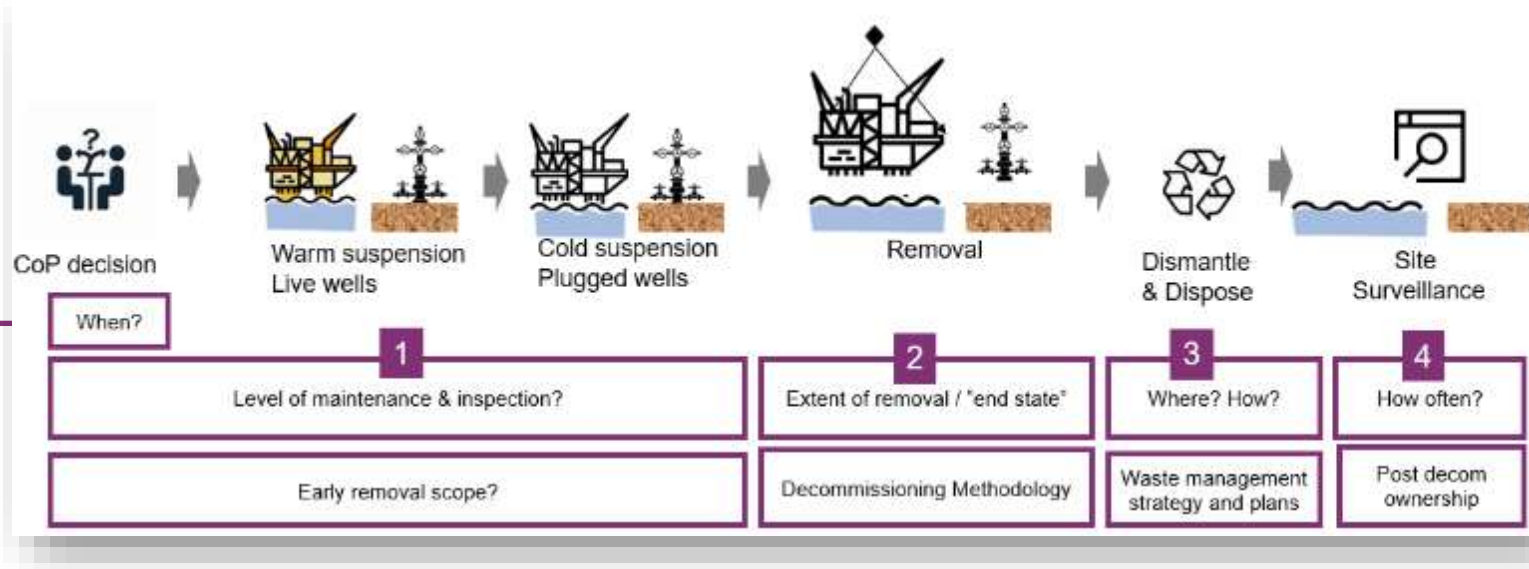 ?
CoP decision
Warm suspension
Live wells
Cold suspension
Plugged wells
Removal
Dismantle
& Dispose
Site
Surveillance
When?
1
Level of maintenance & inspection?
Early removal scope?
2
Extent of removal / "end state"
Decommissioning Methodology
3
Where? How?
Waste management
strategy and plans
4
How often?
Post decom
ownership